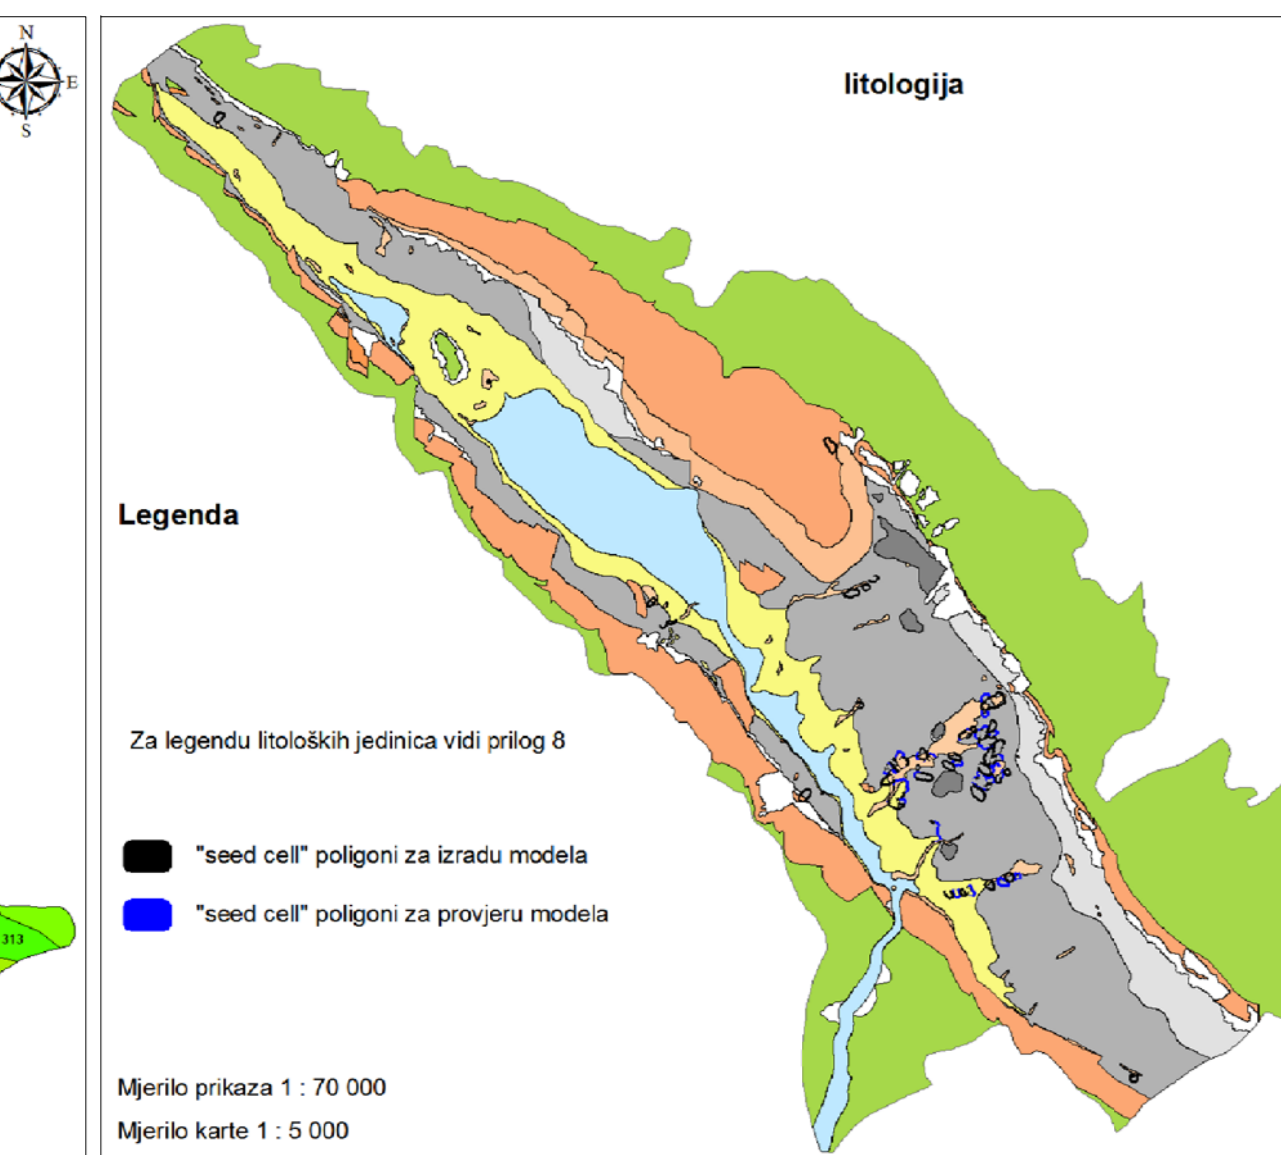 N
E
S
313
litologija
Legenda
Za legendu litoloških jedinica vidi prilog 8
"seed cell" poligoni za izradu modela
"seed cell" poligoni za provjeru modela
Mjerilo prikaza 1 : 70 000
Mjerilo karte 1 : 5 000